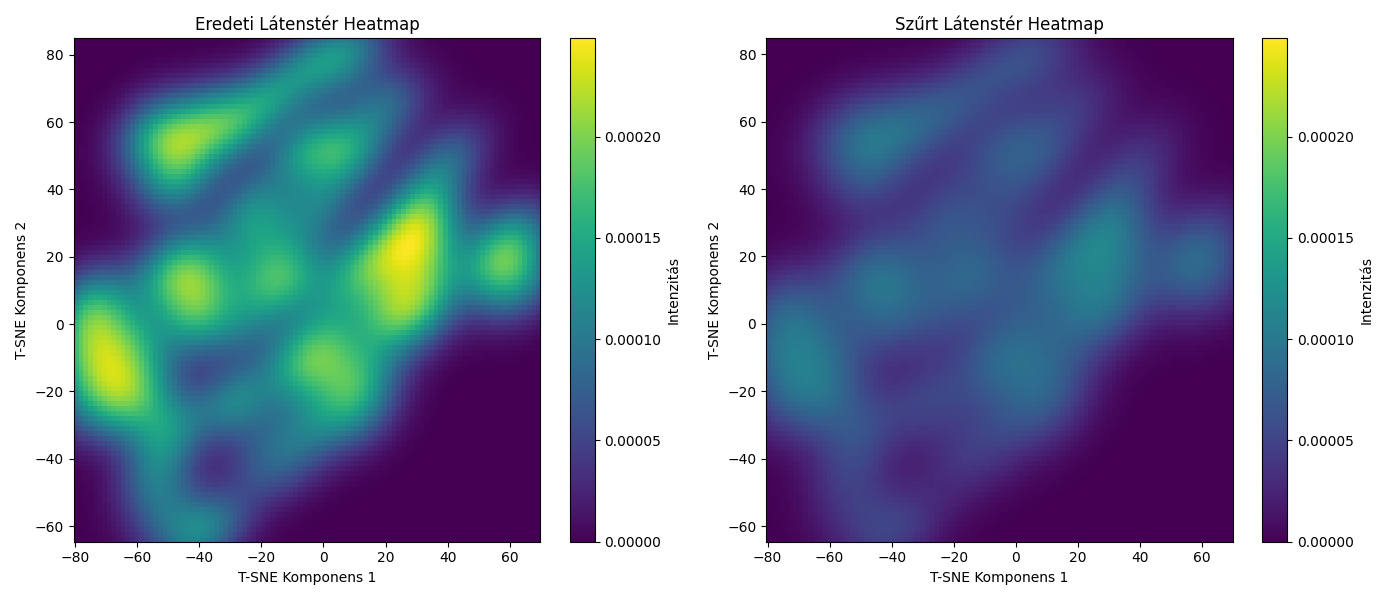 Eredeti Látenstér Heatmap
80
60
40
20
0
−20
−40
−60
−80 −60 −40 −20 0 20 40 60
T-SNE Komponens 1
T-SNE Komponens 2
0.00020
0.00015
0.00010
0.00005
0.00000
Intenzitás
Szűrt Látenstér Heatmap
80
60
40
20
0
−20
−40
−60
−80 −60 −40 −20 0 20 40 60
T-SNE Komponens 1
T-SNE Komponens 2
0.00020
0.00015
0.00010
0.00005
0.00000
Intenzitás